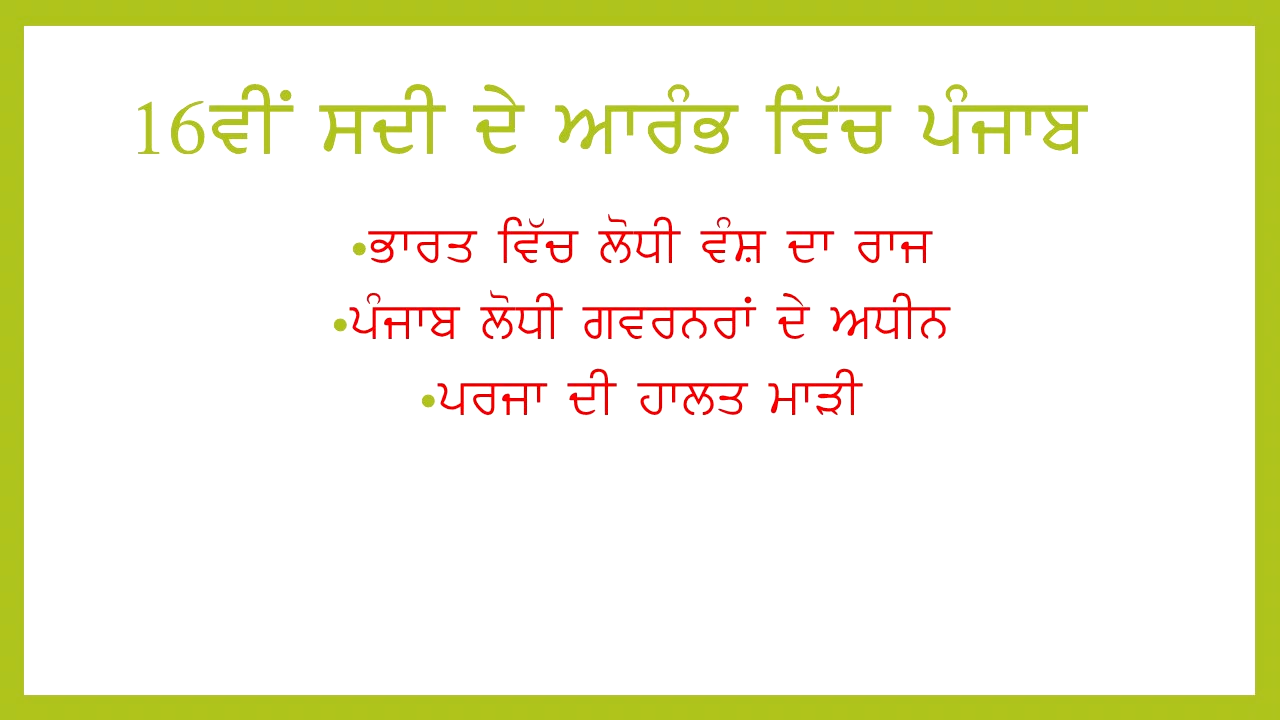 16ਵੀਂ ਸਦੀ ਦੇ ਆਰੰਭ ਵਿੱਚ ਪੰਜਾਬ
•ਭਾਰਤ ਵਿੱਚ ਲੋਧੀ ਵੰਸ਼ ਦਾ ਰਾਜ
•ਪੰਜਾਬ ਲੋਧੀ ਗਵਰਨਰਾਂ ਦੇ ਅਧੀਨ
•ਪਰਜਾ ਦੀ ਹਾਲਤ ਮਾੜੀ